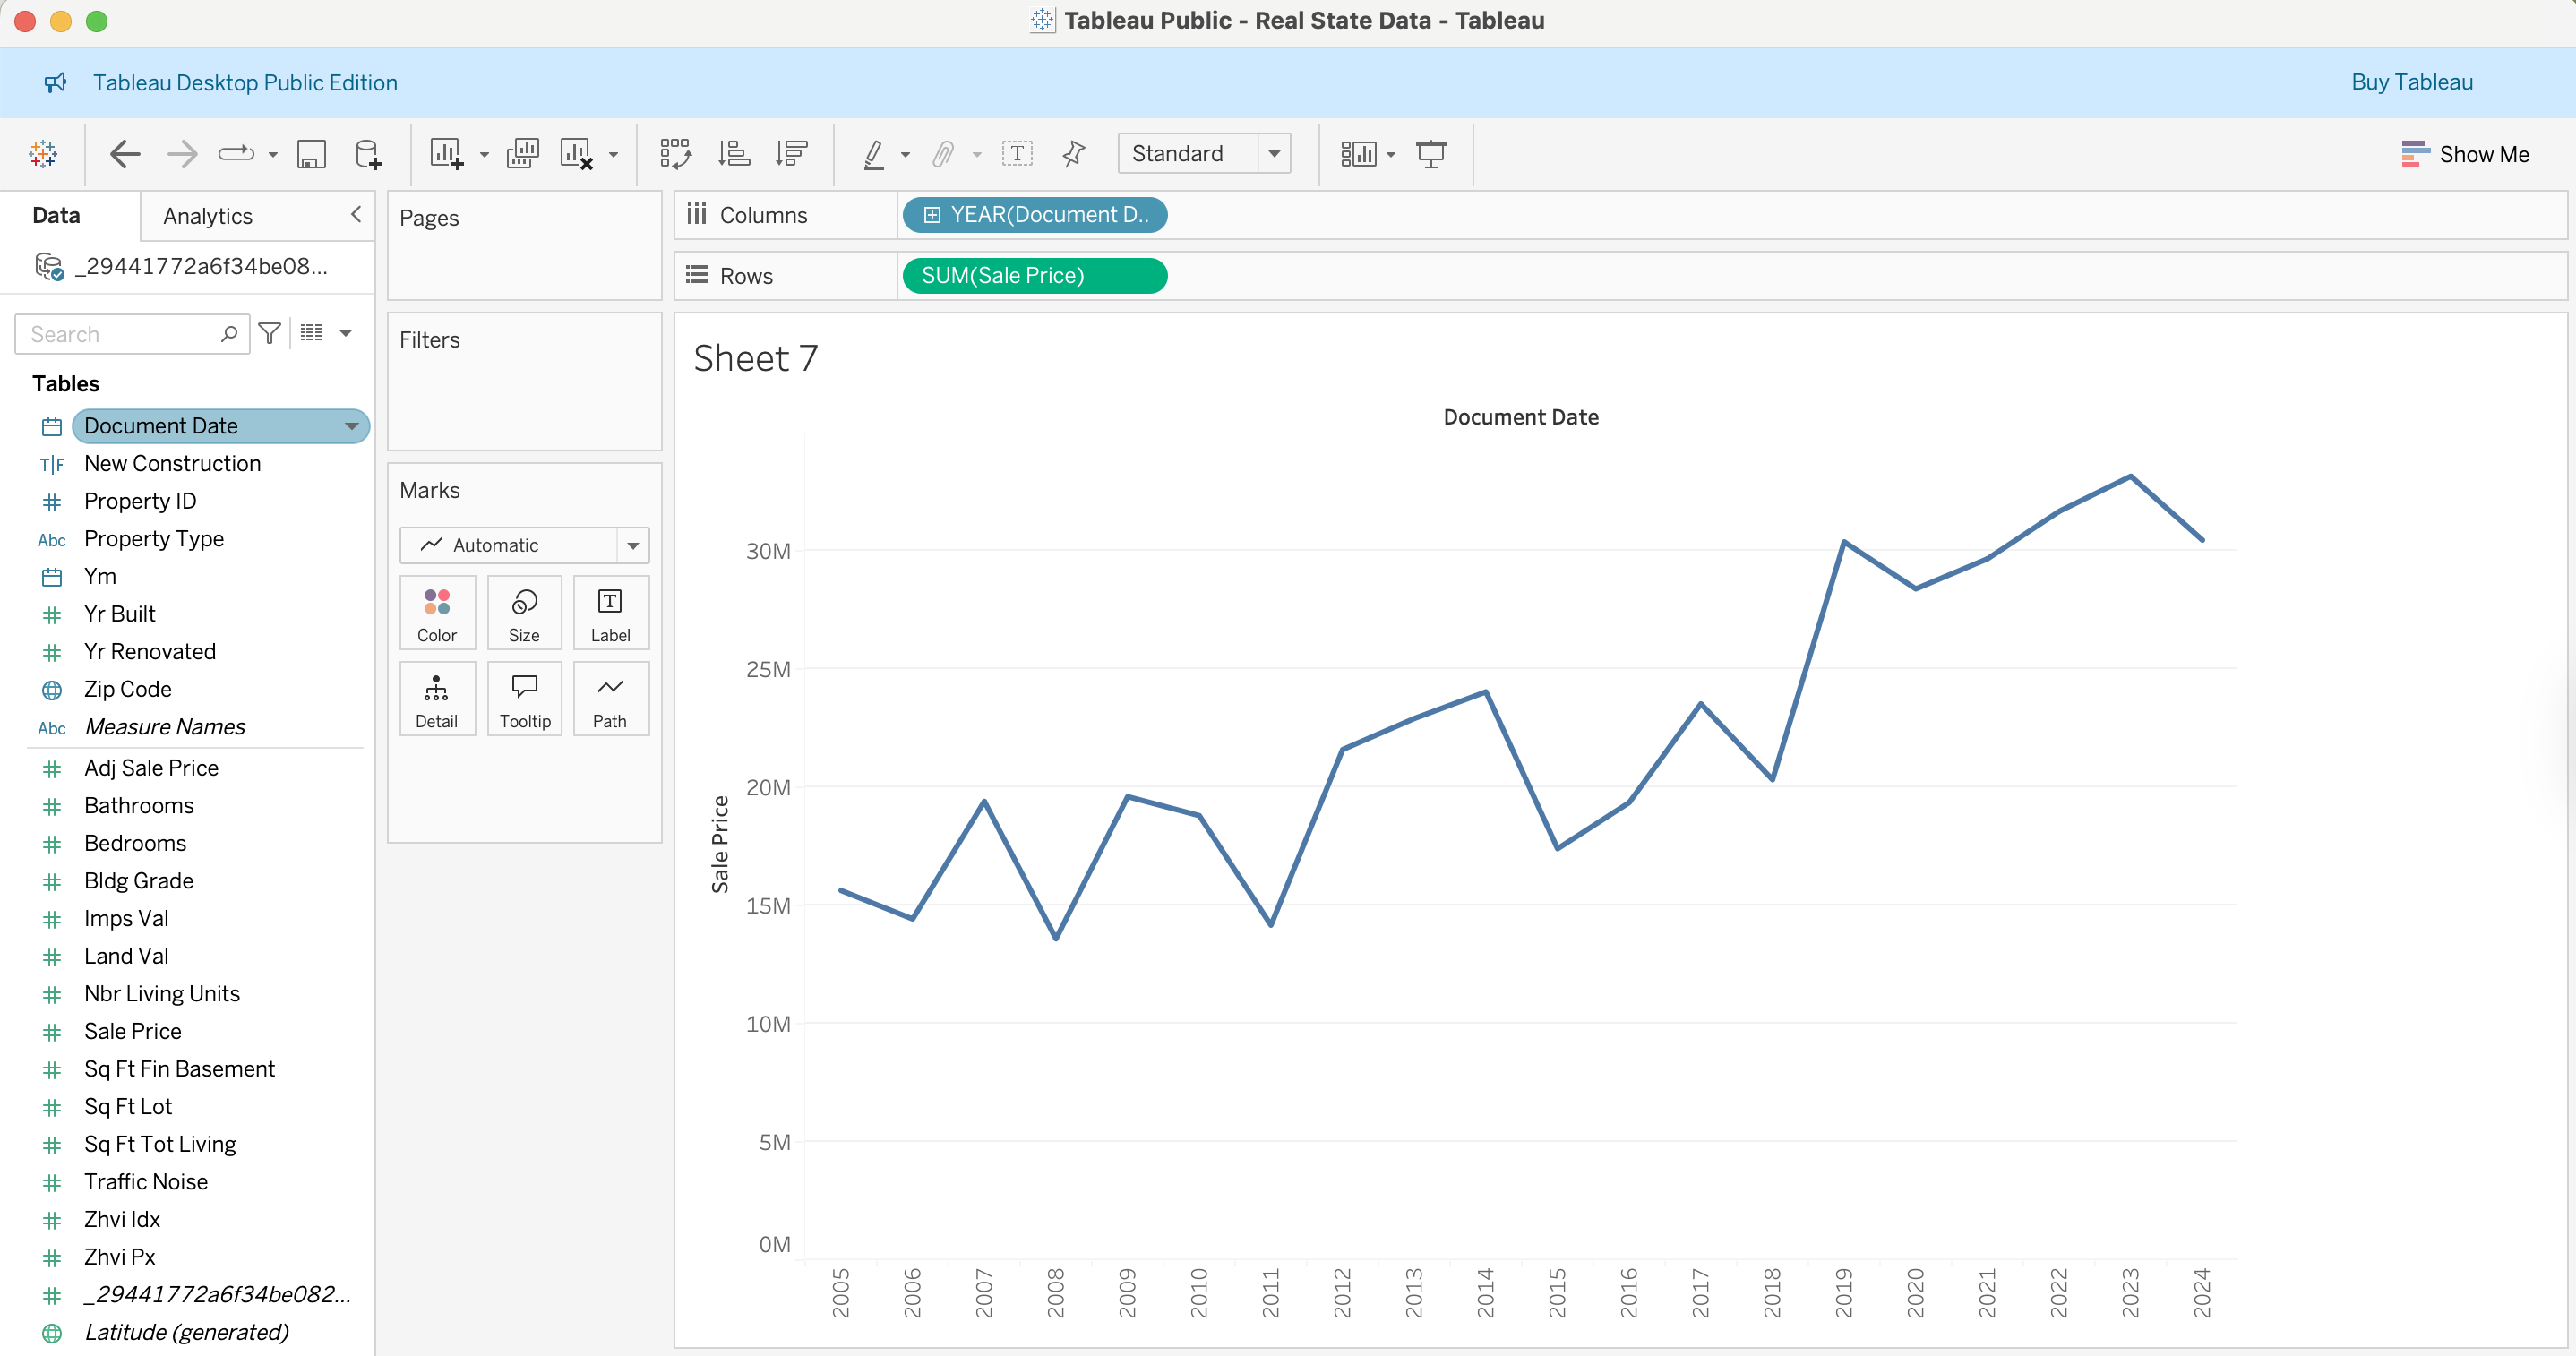 Tableau Public - Real State Data - Tableau
Tableau Desktop Public Edition
Buy Tableau
Standard
Show Me
Data
Analytics
_29441772a6f34be08...
Search
Tables
Document Date
T|F New Construction
Property ID
Abc Property Type
Ym
Yr Built
Yr Renovated
Zip Code
Abc Measure Names
Adj Sale Price
Bathrooms
Bedrooms
Bldg Grade
Imps Val
Land Val
Nbr Living Units
Sale Price
Sq Ft Fin Basement
Sq Ft Lot
Sq Ft Tot Living
Traffic Noise
Zhvi Idx
Zhvi Px
_29441772a6f34be082...
Latitude (generated)
Pages
Filters
Marks
Automatic
Color
Size
Label
Detail
Tooltip
Path
Columns
YEAR(Document D..
Rows
SUM(Sale Price)
Sheet 7
Document Date
Sale Price
30M
25M
20M
15M
10M
5M
0M
2005
2006
2007
2008
2009
2010
2011
2012
2013
2014
2015
2016
2017
2018
2019
2020
2021
2022
2023
2024